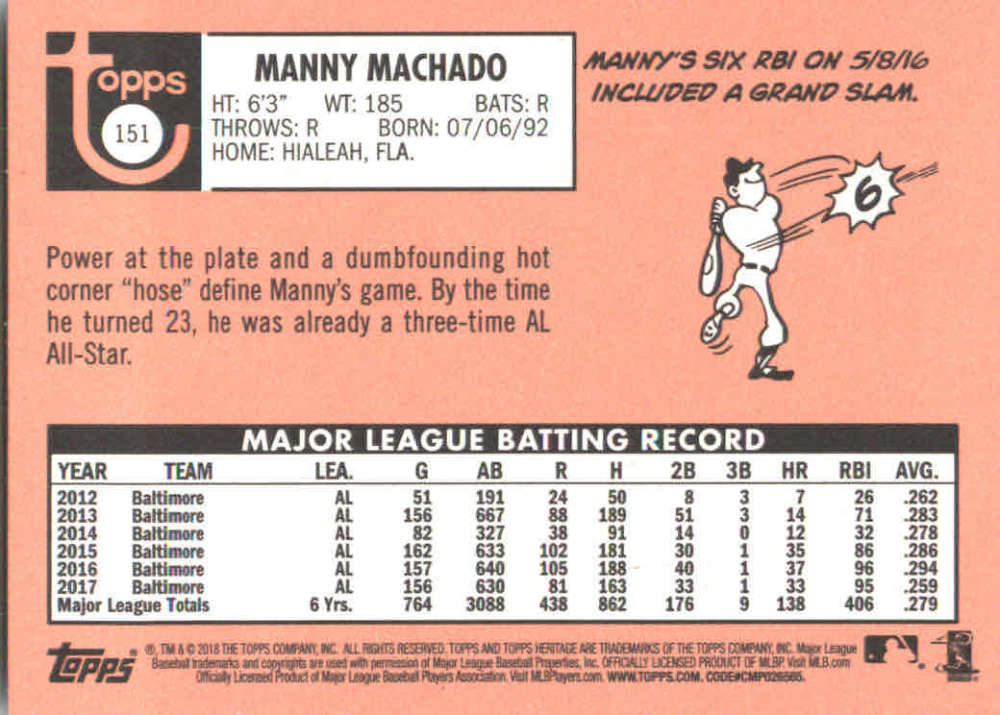 topps
151
MANNY MACHADO
HT: 6'3" WT: 185 BATS: R
THROWS: R BORN: 07/06/92
HOME: HIALEAH, FLA.
MANNY'S SIX RBI ON 5/8/16
INCLUDED A GRAND SLAM.
6
Power at the plate and a dumbfounding hot
corner "hose" define Manny's game. By the time
he turned 23, he was already a three-time AL
All-Star.
MAJOR LEAGUE BATTING RECORD
YEAR TEAM LEA. G AB R H 2B 3B HR RBI AVG.
2012 Baltimore AL 51 191 24 50 8 3 7 26 .262
2013 Baltimore AL 156 667 88 189 51 3 14 71 .283
2014 Baltimore AL 82 327 38 91 14 0 12 32 .278
2015 Baltimore AL 162 633 102 181 30 1 35 86 .286
2016 Baltimore AL 157 640 105 188 40 1 37 96 .294
2017 Baltimore AL 156 630 81 163 33 1 33 95 .259
Major League Totals 6 Yrs. 764 3088 438 862 176 9 138 406 .279
topps
®, TM & © 2018 THE TOPPS COMPANY, INC. ALL RIGHTS RESERVED. TOPPS AND TOPPS HERITAGE ARE TRADEMARKS OF THE TOPPS COMPANY, INC. Major League
Baseball trademarks and copyrights are used with permission of Major League Baseball Properties, Inc. OFFICIALLY LICENSED PRODUCT OF MLBP. Visit MLB.com
Officially Licensed Product of Major League Baseball Players Association. Visit MLBPlayers.com. WWW.TOPPS.COM. CODE#CMP026565.